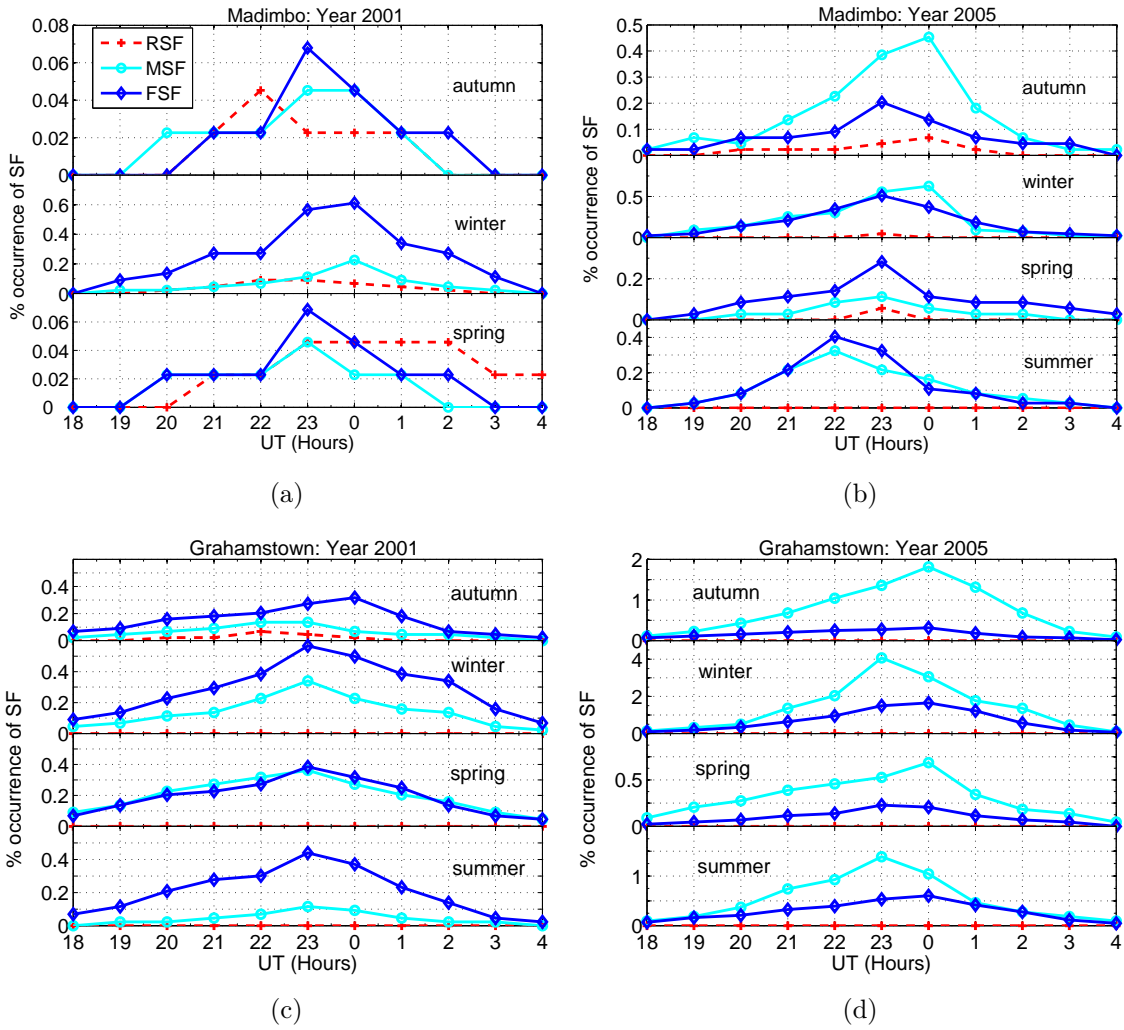 Madimbo: Year 2001
% occurrence of SF
RSF
MSF
FSF
0.08
0.06
0.04
0.02
0
autumn
0.6
0.4
0.2
0
winter
0.06
0.04
0.02
0
spring
18 19 20 21 22 23 0 1 2 3 4
UT (Hours)
(a)
Madimbo: Year 2005
% occurrence of SF
0.5
0.4
0.3
0.2
0.1
0
autumn
0.5
0
winter
0.2
0
spring
0.4
0.2
0
summer
18 19 20 21 22 23 0 1 2 3 4
UT (Hours)
(b)
Grahamstown: Year 2001
% occurrence of SF
0.4
0.2
0
autumn
0.4
0.2
0
winter
0.4
0.2
0
spring
0.4
0.2
0
summer
18 19 20 21 22 23 0 1 2 3 4
UT (Hours)
(c)
Grahamstown: Year 2005
% occurrence of SF
2
1
0
autumn
4
2
0
winter
0.5
0
spring
1
0
summer
18 19 20 21 22 23 0 1 2 3 4
UT (Hours)
(d)